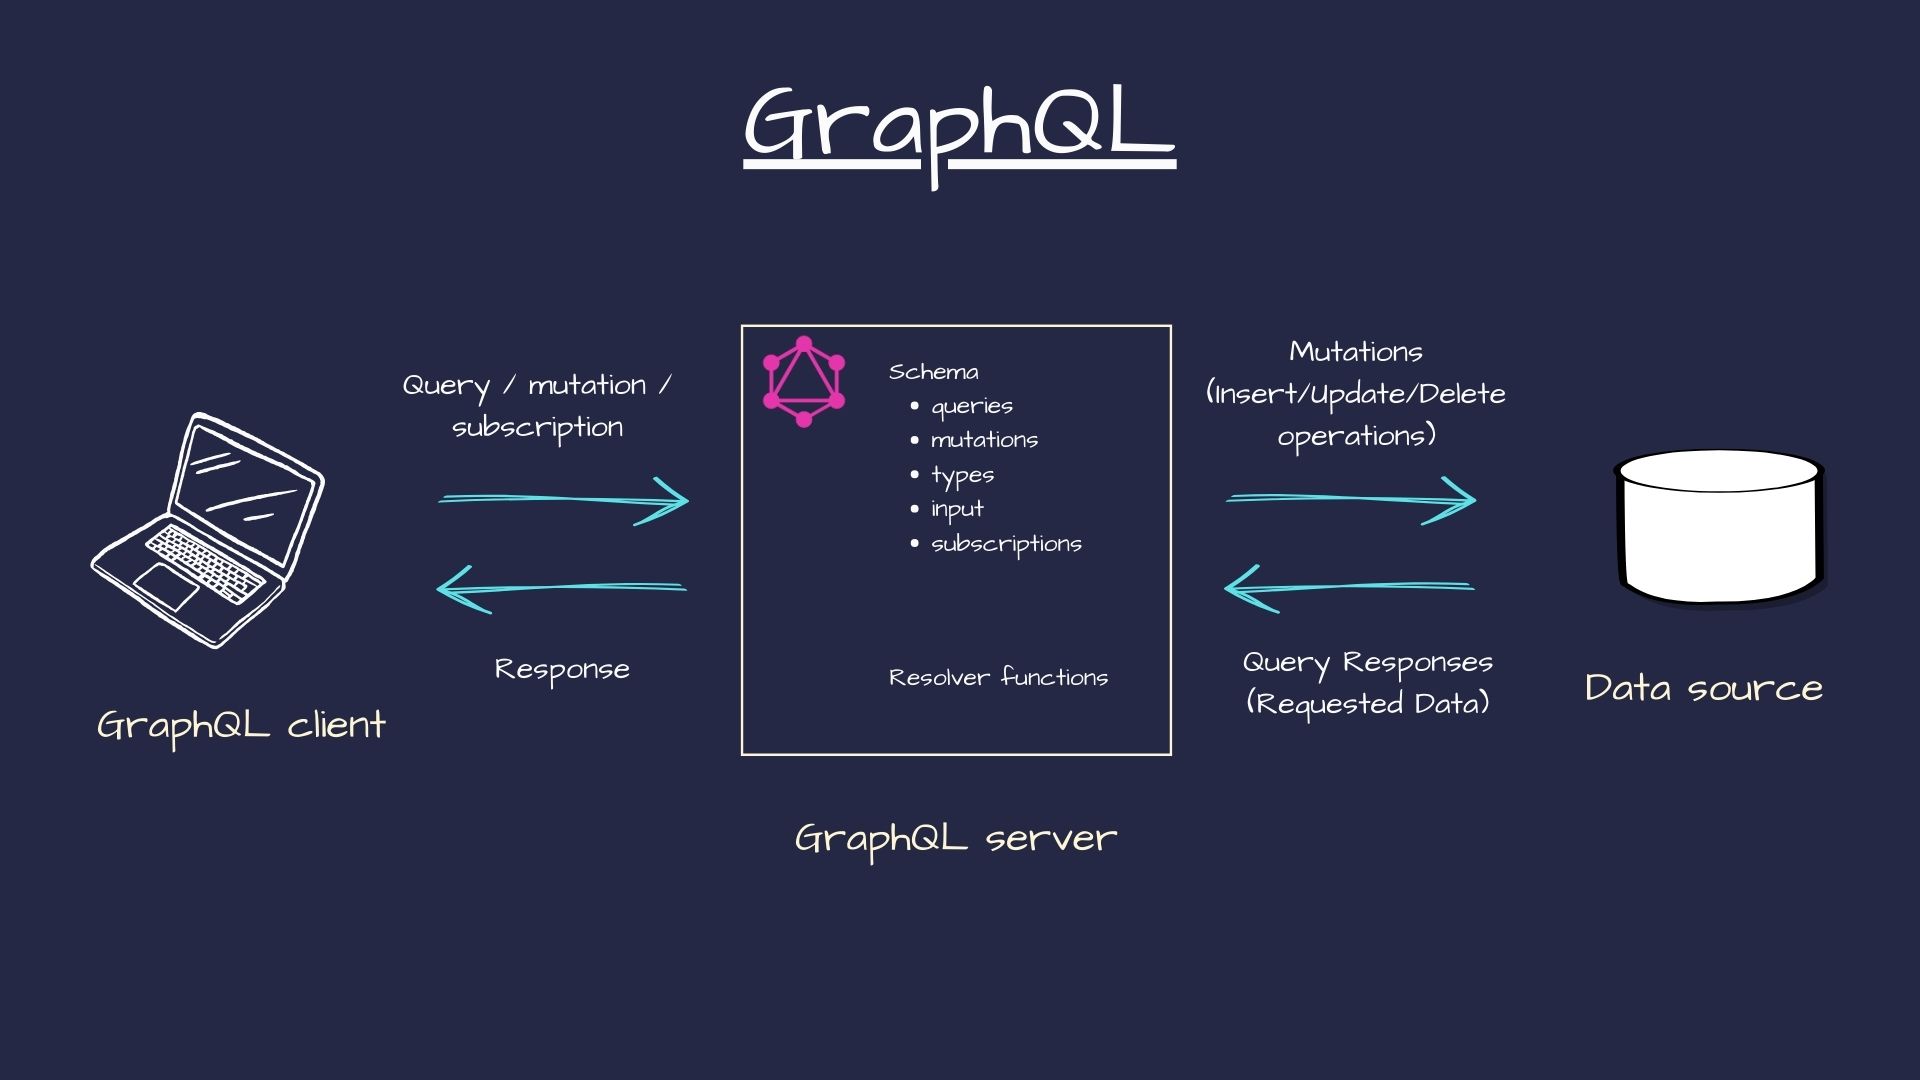 GraphQL
Query / mutation /
subscription
Response
GraphQL client
Schema
queries
mutations
types
input
subscriptions
Resolver functions
GraphQL server
Mutations
(Insert/Update/Delete
operations)
Query Responses
(Requested Data)
Data source